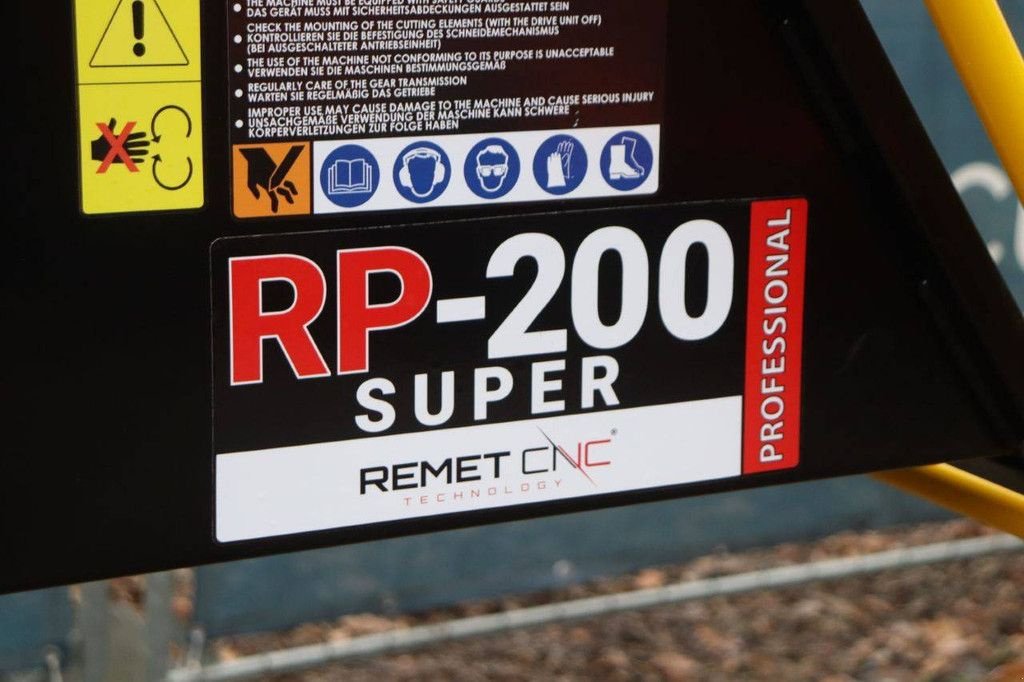 THE MACHINE MUST BE EQUIPPED WITH SAFETY GUARDS
DAS GERÄT MUSS MIT SICHERHEITSABDECKUNGEN AUSGESTATTET SEIN
• CHECK THE MOUNTING OF THE CUTTING ELEMENTS (WITH THE DRIVE UNIT OFF)
KONTROLLIEREN SIE DIE BEFESTIGUNG DES SCHNEIDEMECHANISMUS
(BEI AUSGESCHALTETER ANTRIEBSEINHEIT)
• THE USE OF THE MACHINE NOT CONFORMING TO ITS PURPOSE IS UNACCEPTABLE
VERWENDEN SIE DIE MASCHINEN BESTIMMUNGSGEMÄß
• REGULARLY CARE OF THE GEAR TRANSMISSION
WARTEN SIE REGELMÄßIG DAS GETRIEBE
• IMPROPER USE MAY CAUSE DAMAGE TO THE MACHINE AND CAUSE SERIOUS INJURY
UNSACHGEMÄßE VERWENDUNG DER MASCHINE KANN SCHWERE
KÖRPERVERLETZUNGEN ZUR FOLGE HABEN
RP-200
SUPER
PROFESSIONAL
REMET CNC®
TECHNOLOGY